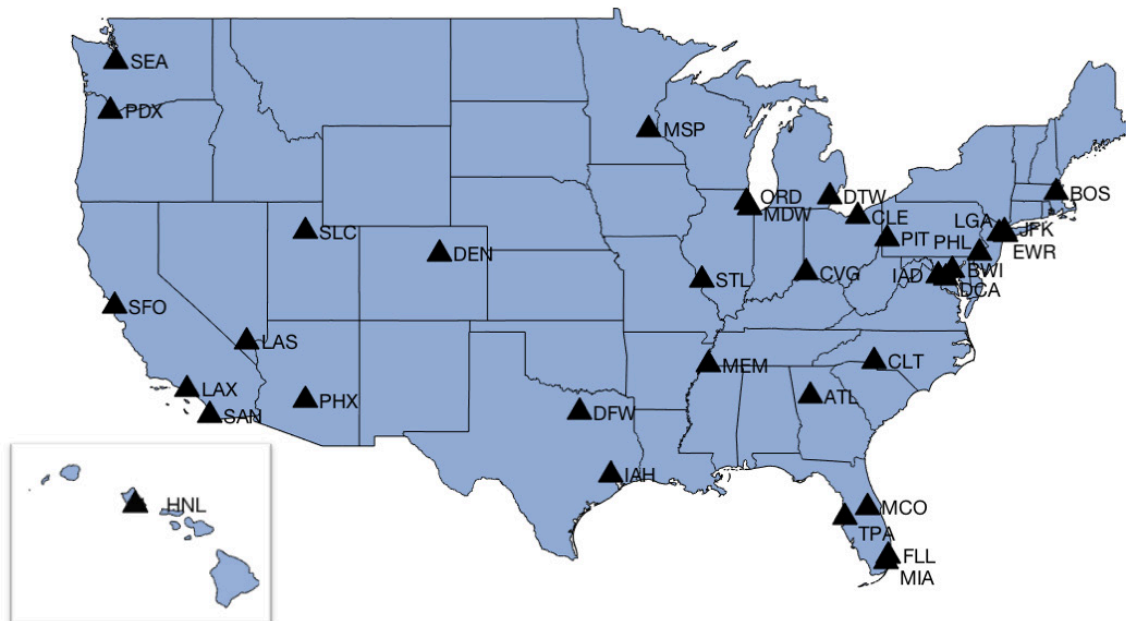 SEA
PDX
MSP
ORD
MDW
DTW
CLE
BOS
LGA
JFK
EWR
PIT
PHL
SLC
DEN
STL
CVG
IAD
BWI
DCA
SFO
LAS
MEM
CLT
LAX
SAN
PHX
DFW
ATL
IAH
HNL
MCO
TPA
FLL
MIA